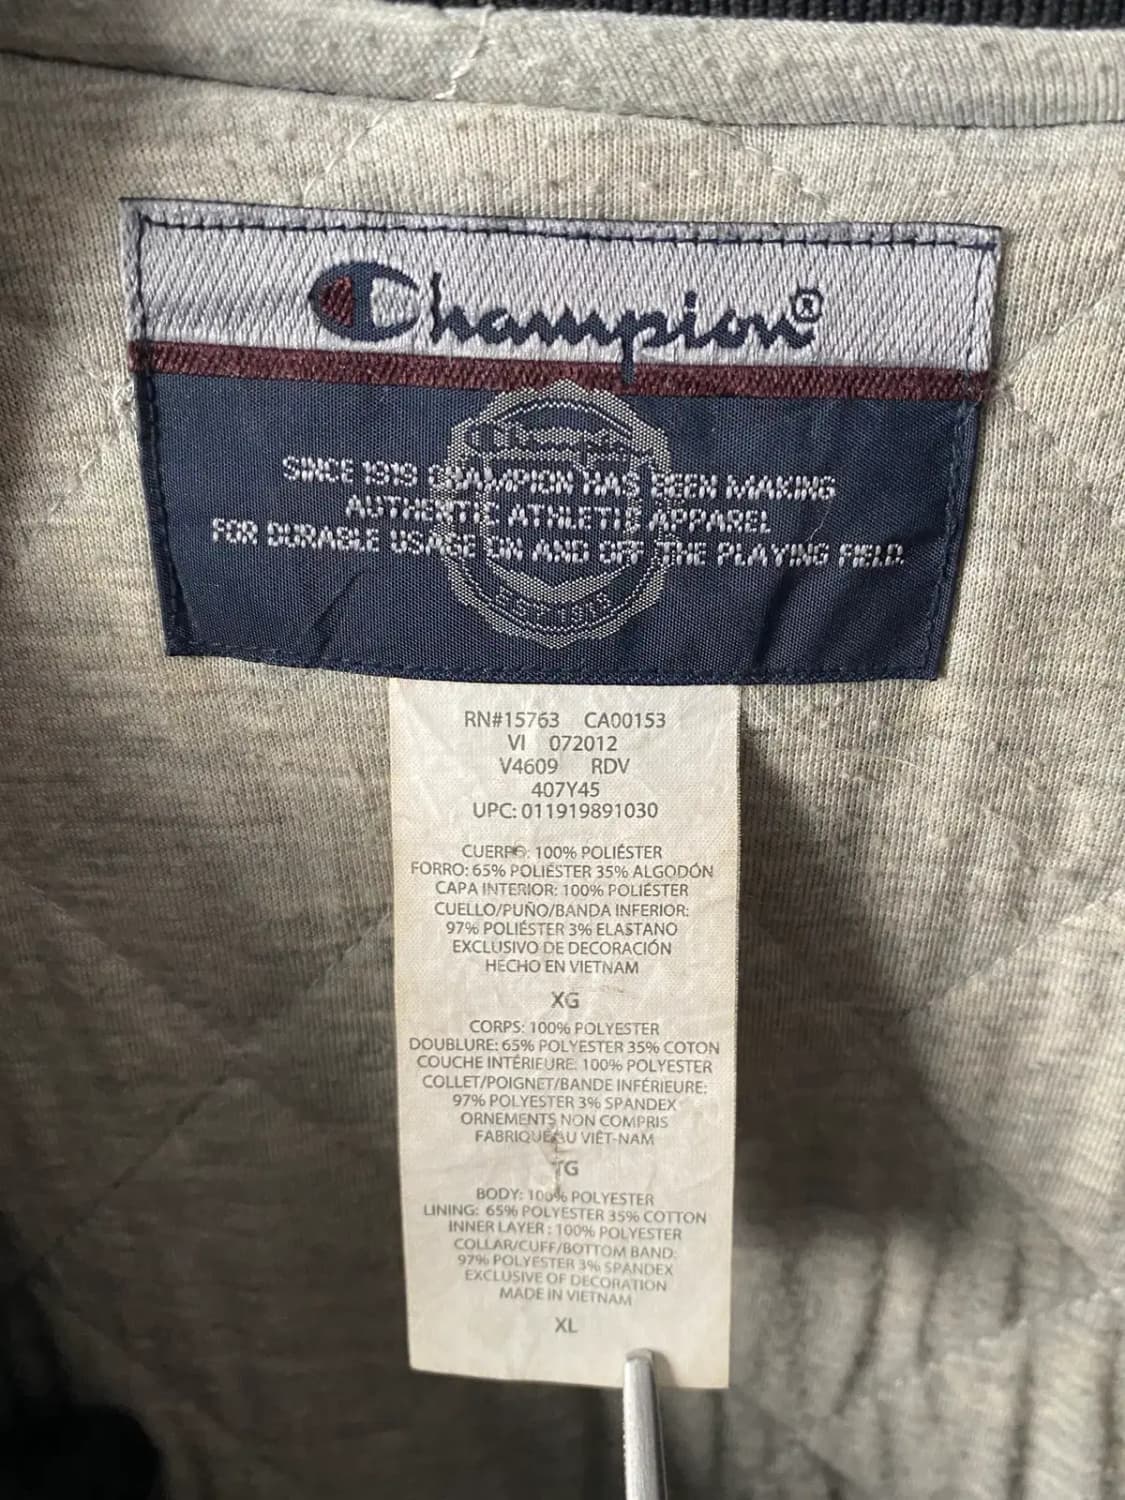 Champion®
SINCE 1919 CHAMPION HAS BEEN MAKING
AUTHENTIC ATHLETIC APPAREL
FOR DURABLE USAGE ON AND OFF THE PLAYING FIELD.
Champion
EST 1919
RN#15763 CA00153
VI 072012
V4609 RDV
407Y45
UPC: 011919891030
CUERPO: 100% POLIÉSTER
FORRO: 65% POLIÉSTER 35% ALGODÓN
CAPA INTERIOR: 100% POLIÉSTER
CUELLO/PUÑO/BANDA INFERIOR:
97% POLIÉSTER 3% ELASTANO
EXCLUSIVO DE DECORACIÓN
HECHO EN VIETNAM
XG
CORPS: 100% POLYESTER
DOUBLURE: 65% POLYESTER 35% COTON
COUCHE INTÉRIEURE: 100% POLYESTER
COLLET/POIGNET/BANDE INFÉRIEURE:
97% POLYESTER 3% SPANDEX
ORNEMENTS NON COMPRIS
FABRIQUÉ AU VIÊT-NAM
TG
BODY: 100% POLYESTER
LINING: 65% POLYESTER 35% COTTON
INNER LAYER : 100% POLYESTER
COLLAR/CUFF/BOTTOM BAND:
97% POLYESTER 3% SPANDEX
EXCLUSIVE OF DECORATION
MADE IN VIETNAM
XL